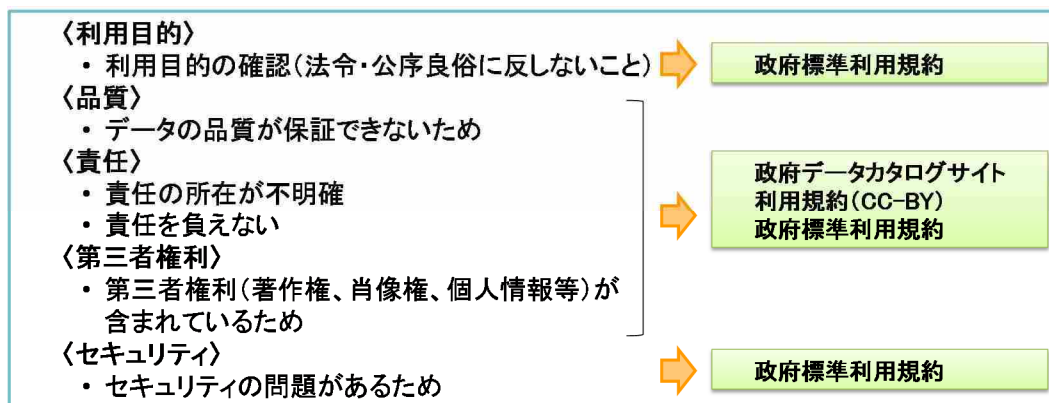 〈利用目的〉
・ 利用目的の確認(法令・公序良俗に反しないこと)
政府標準利用規約
〈品質〉
・ データの品質が保証できないため
〈責任〉
・ 責任の所在が不明確
・ 責任を負えない
〈第三者権利〉
・ 第三者権利(著作権、肖像権、個人情報等)が
含まれているため
政府データカタログサイト
利用規約(CC-BY)
政府標準利用規約
〈セキュリティ〉
・ セキュリティの問題があるため
政府標準利用規約